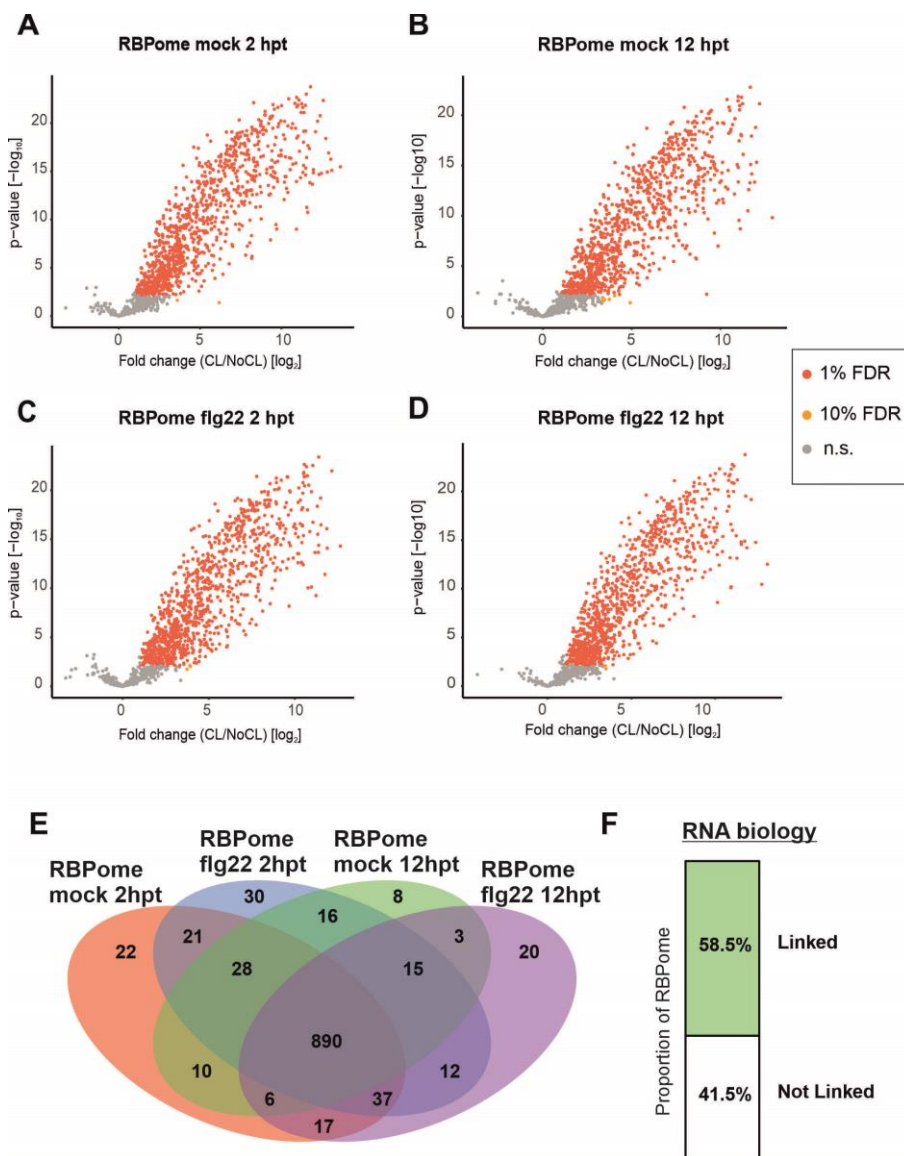 A
RBPome mock 2 hpt
p-value [-log₁₀]
20
15
10
5
0
0
5
10
Fold change (CL/NoCL) [log₂]
B
RBPome mock 12 hpt
p-value [-log10]
20
15
10
5
0
0
5
10
Fold change (CL/NoCL) [log₂]
1% FDR
10% FDR
n.s.
C
RBPome flg22 2 hpt
p-value [-log₁₀]
20
15
10
5
0
0
5
10
Fold change (CL/NoCL) [log₂]
D
RBPome flg22 12 hpt
p-value [-log10]
20
15
10
5
0
0
5
10
Fold change (CL/NoCL) [log₂]
E
RBPome
mock 2hpt
RBPome
flg22 2hpt
RBPome
mock 12hpt
RBPome
flg22 12hpt
22
21
30
16
8
3
20
28
15
890
10
6
17
37
12
F
RNA biology
Proportion of RBPome
58.5%
Linked
41.5%
Not Linked